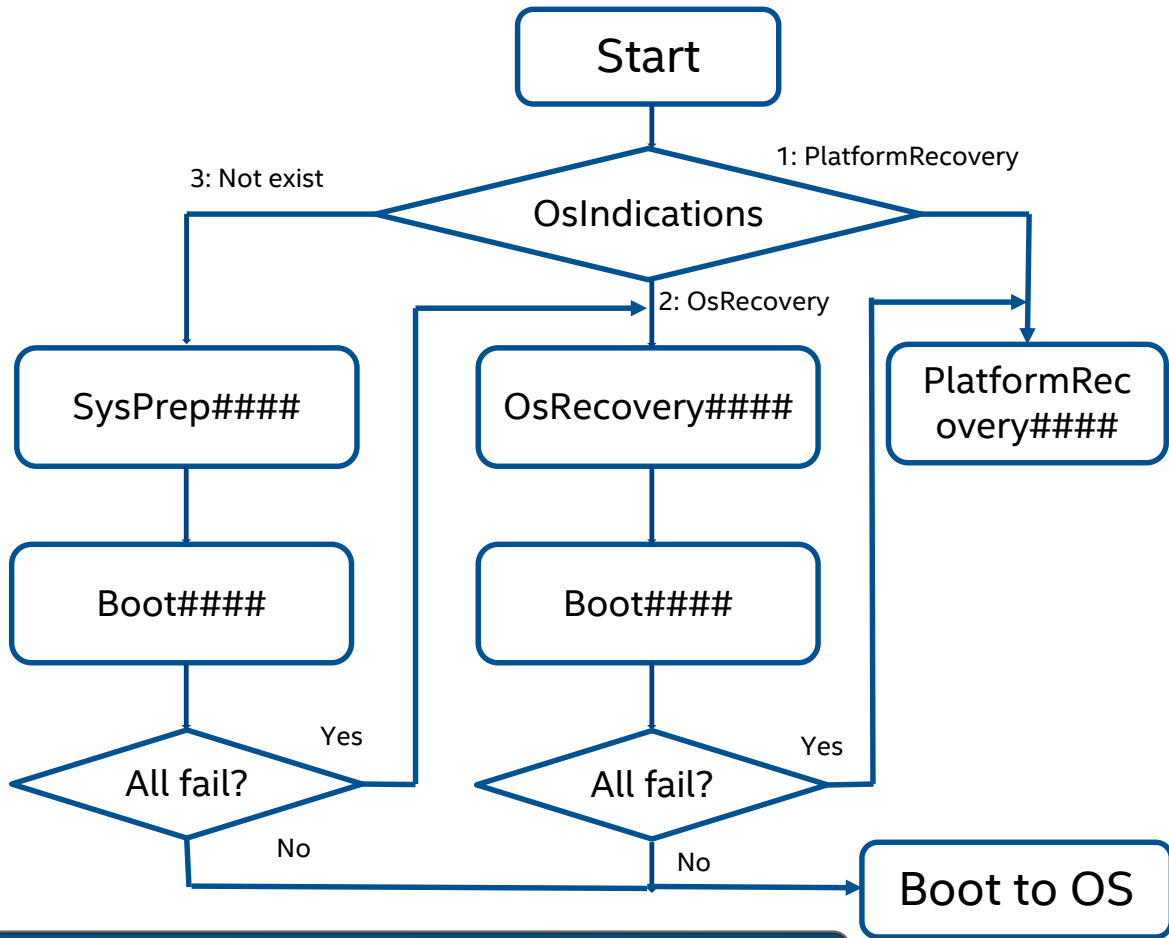 Start
1: PlatformRecovery
3: Not exist
OsIndications
2: OsRecovery
SysPrep####
OsRecovery####
PlatformRec
overy####
Boot####
Boot####
Yes
Yes
All fail?
All fail?
No
No
Boot to OS